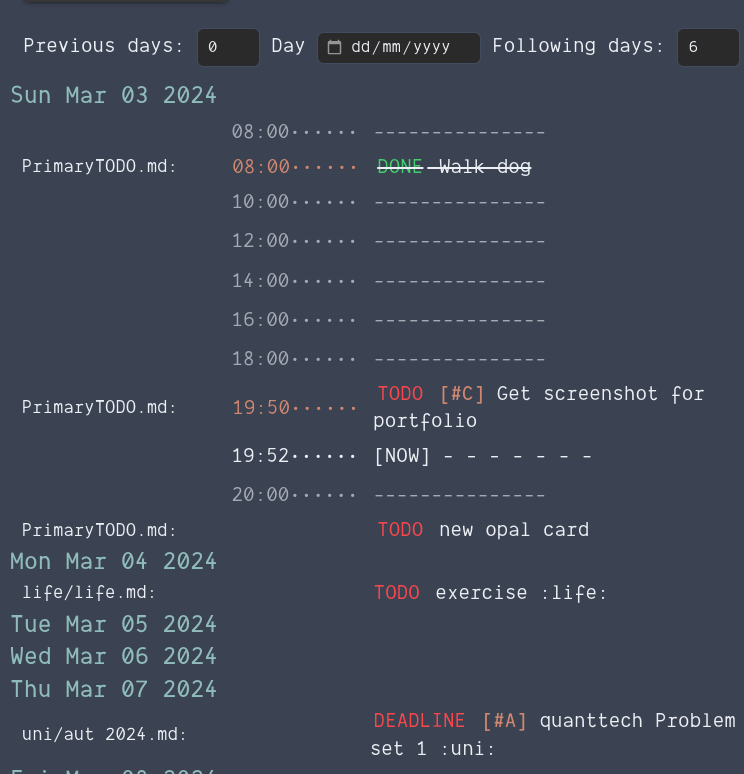 Previous days: 0 Day dd/mm/yyyy Following days: 6
Sun Mar 03 2024
08:00······ ---------------
PrimaryTODO.md: 08:00······ DONE Walk dog
10:00······ ---------------
12:00······ ---------------
14:00······ ---------------
16:00······ ---------------
18:00······ ---------------
PrimaryTODO.md: 19:50······ TODO [#C] Get screenshot for
portfolio
19:52······ [NOW] - - - - - - -
20:00······ ---------------
PrimaryTODO.md: TODO new opal card
Mon Mar 04 2024
life/life.md: TODO exercise :life:
Tue Mar 05 2024
Wed Mar 06 2024
Thu Mar 07 2024
uni/aut 2024.md: DEADLINE [#A] quanttech Problem
set 1 :uni:
Fri Mar 08 2024